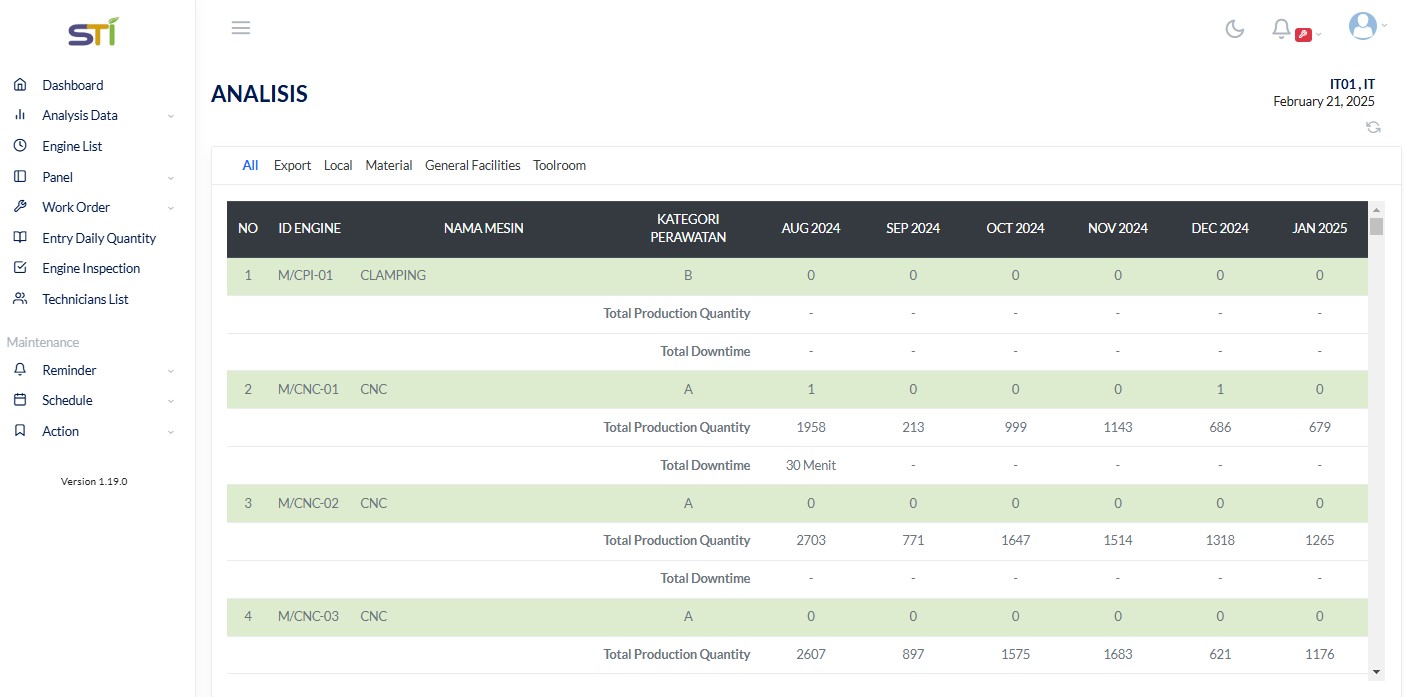 STI
Dashboard
Analysis Data
Engine List
Panel
Work Order
Entry Daily Quantity
Engine Inspection
Technicians List
Maintenance
Reminder
Schedule
Action
Version 1.19.0
ANALISIS
IT01 , IT
February 21, 2025
All Export Local Material General Facilities Toolroom
NO ID ENGINE NAMA MESIN KATEGORI PERAWATAN AUG 2024 SEP 2024 OCT 2024 NOV 2024 DEC 2024 JAN 2025
1 M/CPI-01 CLAMPING B 0 0 0 0 0 0
Total Production Quantity - - - - - -
Total Downtime - - - - - -
2 M/CNC-01 CNC A 1 0 0 0 1 0
Total Production Quantity 1958 213 999 1143 686 679
Total Downtime 30 Menit - - - - -
3 M/CNC-02 CNC A 0 0 0 0 0 0
Total Production Quantity 2703 771 1647 1514 1318 1265
Total Downtime - - - - - -
4 M/CNC-03 CNC A 0 0 0 0 0 0
Total Production Quantity 2607 897 1575 1683 621 1176